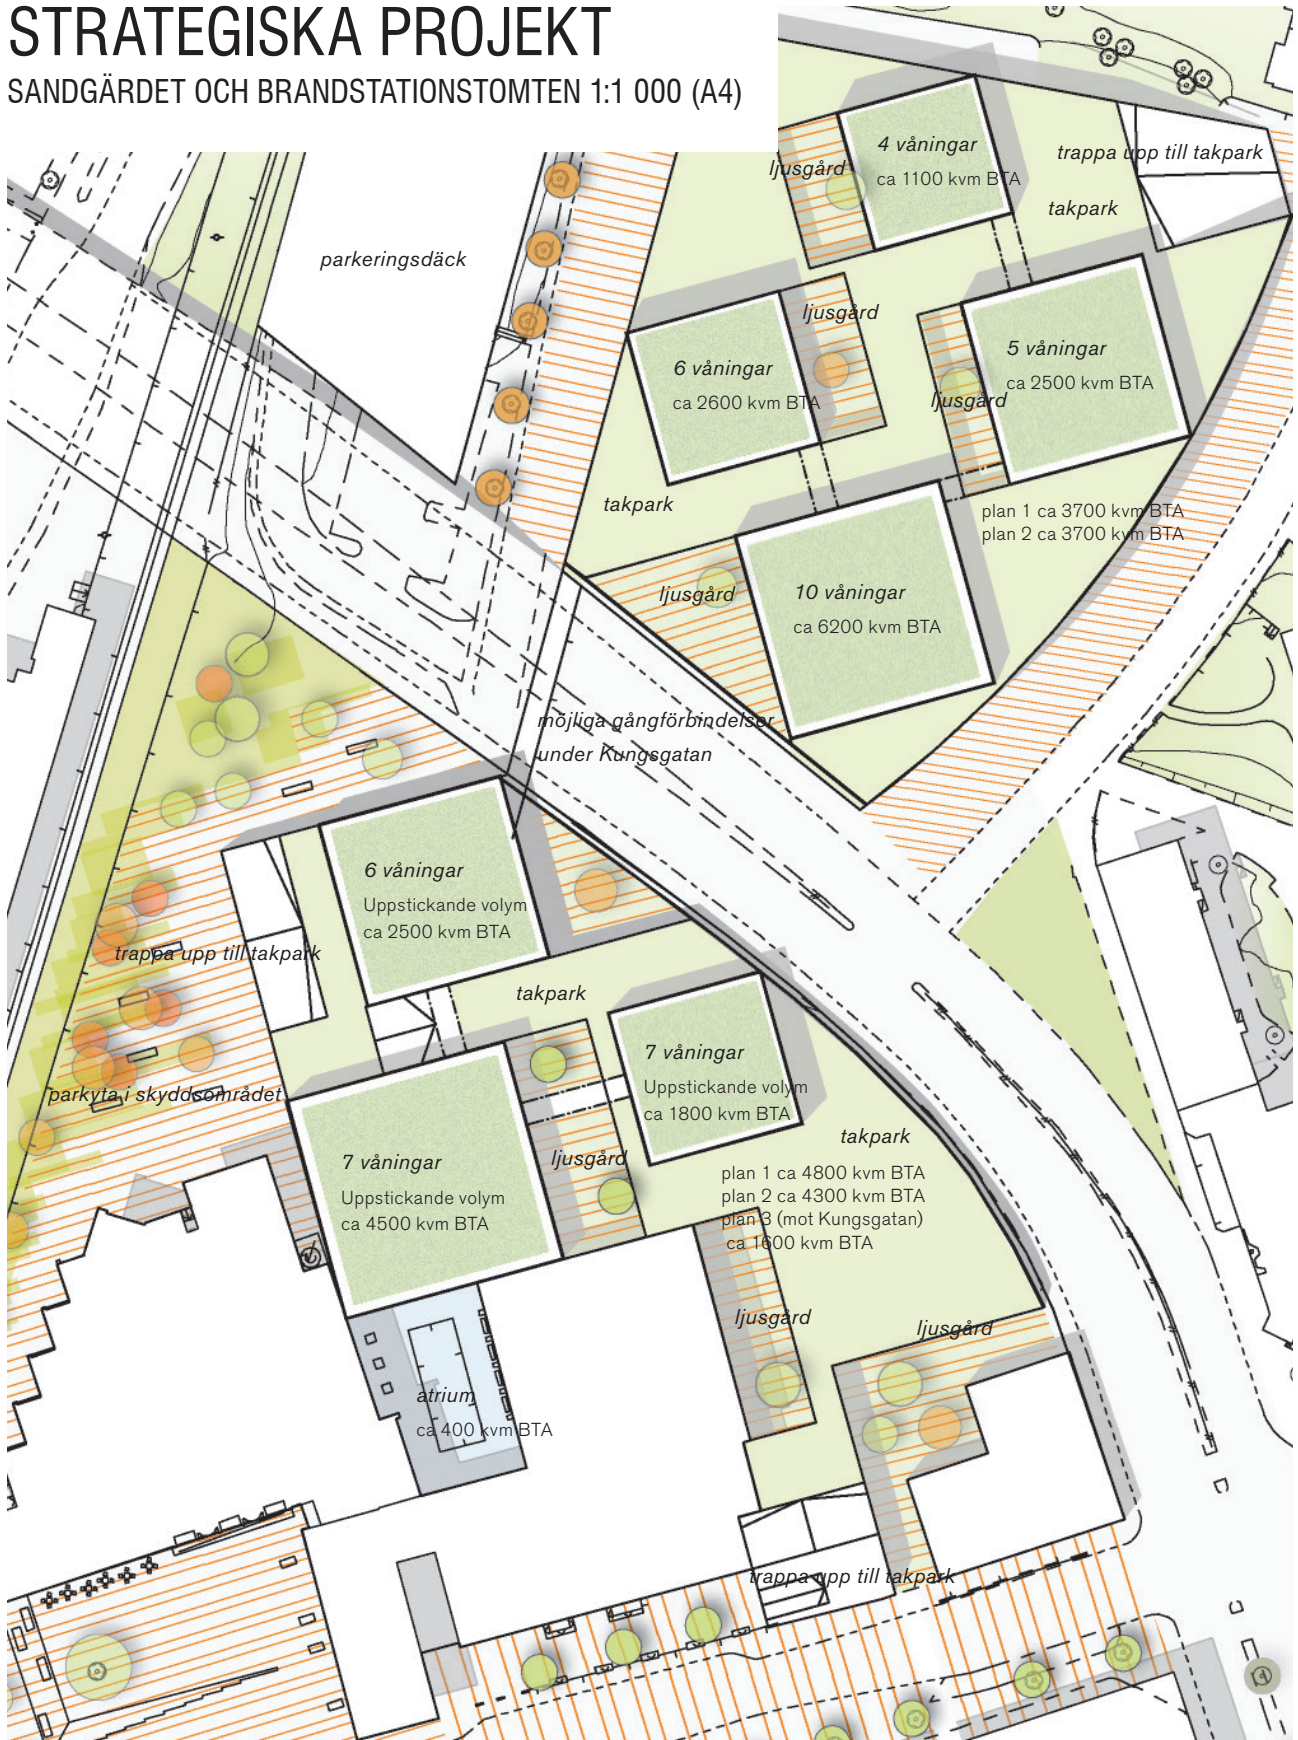 STRATEGISKA PROJEKT
SANDGÄRDET OCH BRANDSTATIONSTOMTEN 1:1 000 (A4)
4 våningar
ca 1100 kvm BTA
ljusgård
trappa upp till takpark
takpark
parkeringsdäck
ljusgård
6 våningar
ca 2600 kvm BTA
5 våningar
ca 2500 kvm BTA
ljusgård
takpark
plan 1 ca 3700 kvm BTA
plan 2 ca 3700 kvm BTA
ljusgård
10 våningar
ca 6200 kvm BTA
möjliga gångförbindelser
under Kungsgatan
6 våningar
Uppstickande volym
ca 2500 kvm BTA
trappa upp till takpark
takpark
7 våningar
Uppstickande volym
ca 1800 kvm BTA
parkyta i skyddsområdet
takpark
7 våningar
Uppstickande volym
ca 4500 kvm BTA
ljusgård
plan 1 ca 4800 kvm BTA
plan 2 ca 4300 kvm BTA
plan 3 (mot Kungsgatan)
ca 1600 kvm BTA
ljusgård
ljusgård
atrium
ca 400 kvm BTA
trappa upp till takpark